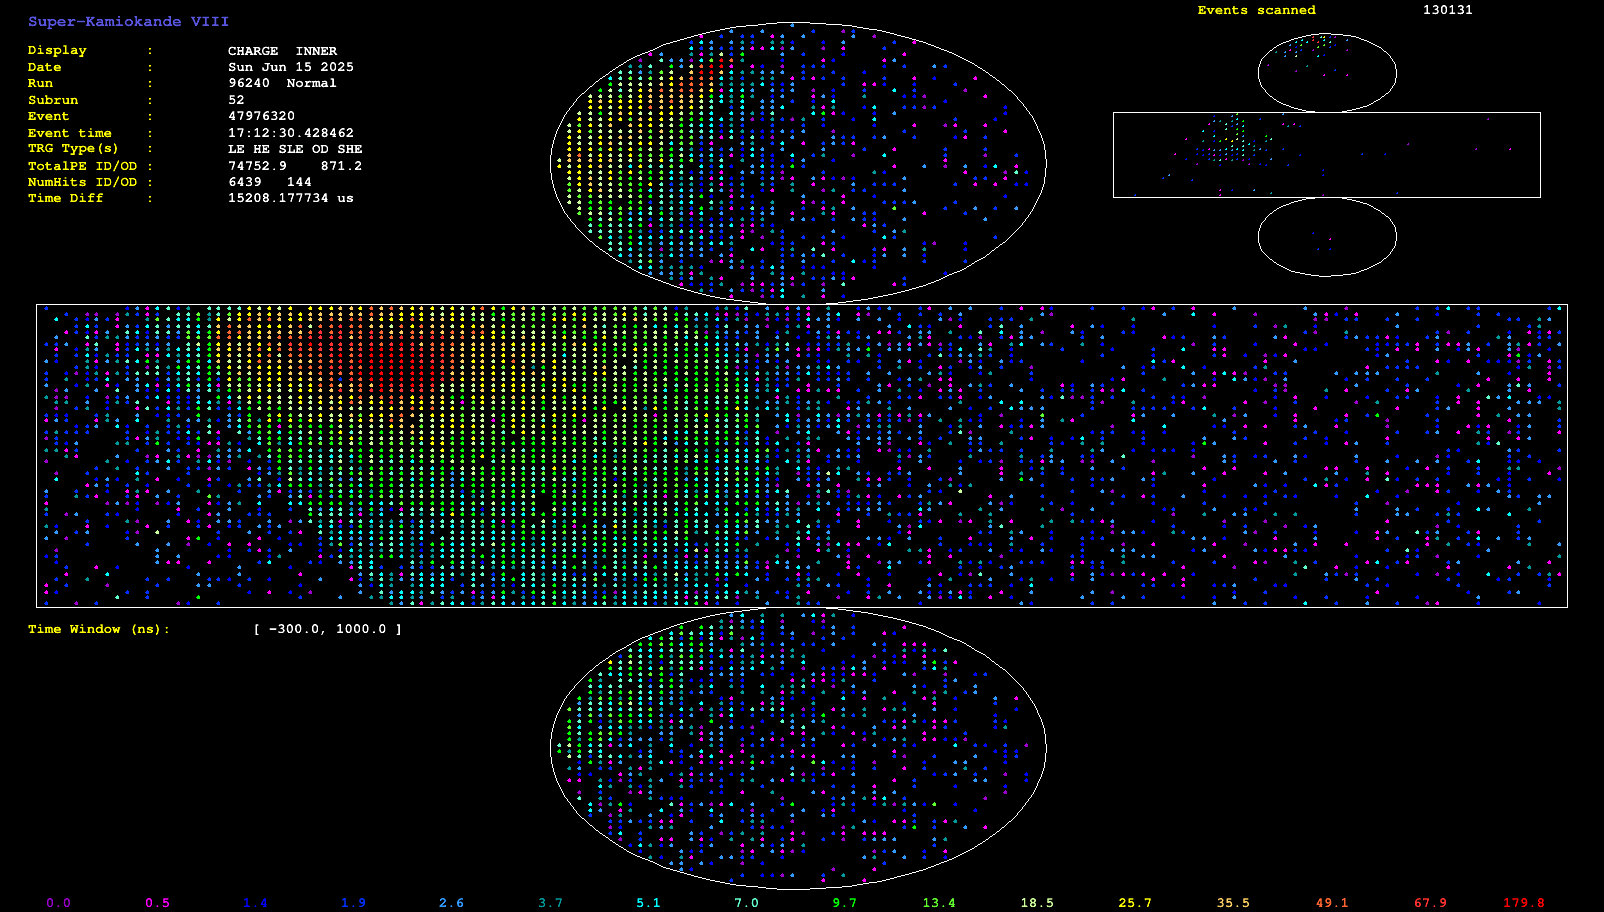 Super-Kamiokande VIII
Events scanned 130131
Display : CHARGE INNER
Date : Sun Jun 15 2025
Run : 96240 Normal
Subrun : 52
Event : 47976320
Event time : 17:12:30.428462
TRG Type(s) : LE HE SLE OD SHE
TotalPE ID/OD : 74752.9 871.2
NumHits ID/OD : 6439 144
Time Diff : 15208.177734 us
Time Window (ns): [ -300.0, 1000.0 ]
0.0 0.5 1.4 1.9 2.6 3.7 5.1 7.0 9.7 13.4 18.5 25.7 35.5 49.1 67.9 179.8